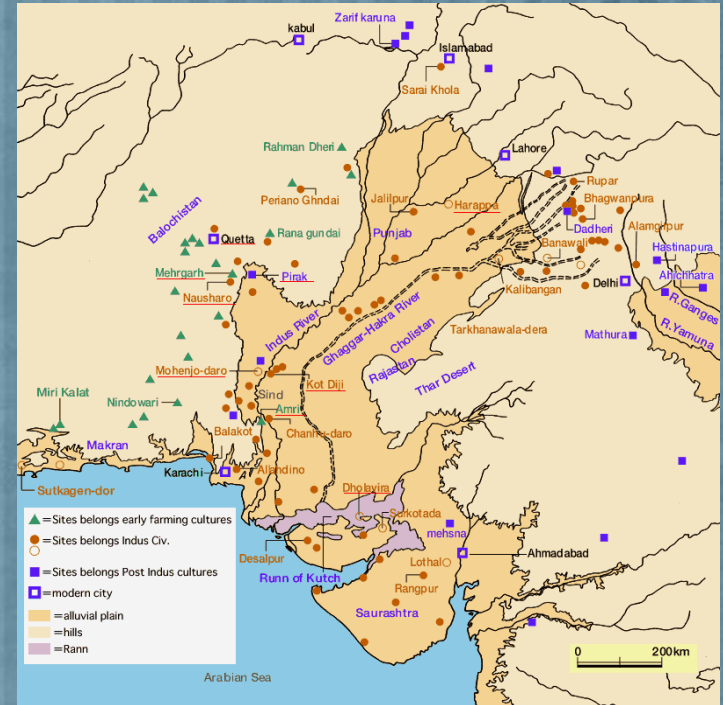 Zarif karuna
kabul
Islamabad
Sarai Khola
Rahman Dheri
Lahore
Periano Ghndai
Jalilpur
Harappa
Rupar
Bhagwanpura
Balochistan
Quetta
Rana gundai
Punjab
Dadheri
Alamgirpur
Banawali
Hastinapura
Mehrgarh
Pirak
Nausharo
Kalibangan
Delhi
Ahichhatra
R.Ganges
R.Yamuna
Indus River
Ghaggar-Hakra River
Cholistan
Tarkhanawala-dera
Mathura
Mohenjo-daro
Kot Diji
Rajastan
Thar Desert
Miri Kalat
Nindowari
Sind
Amri
Makran
Balakot
Chanhu-daro
Karachi
Allandino
Sutkagen-dor
Dholavira
Surkotada
mehsna
Desalpur
Runn of Kutch
Lothal
Ahmadabad
Rangpur
Saurashtra
=Sites belongs early farming cultures
=Sites belongs Indus Civ.
=Sites belongs Post Indus cultures
=modern city
=alluvial plain
=hills
=Rann
0 200km
Arabian Sea